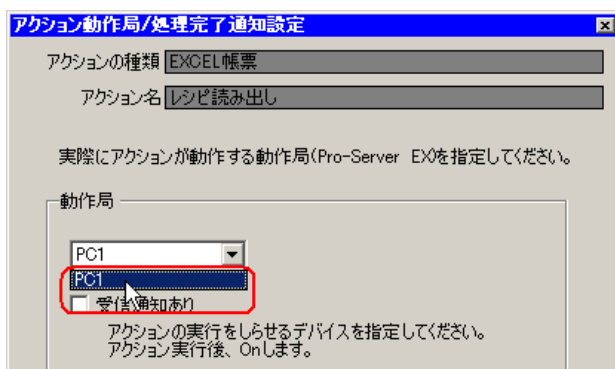 アクション動作局/処理完了通知設定
アクションの種類 EXCEL帳票
アクション名 レシピ読み出し
実際にアクションが動作する動作局(Pro-Server EX)を指定してください。
動作局
PC1
PC1
受信通知あり
アクションの実行をしらせるデバイスを指定してください。
アクション実行後、Onします。